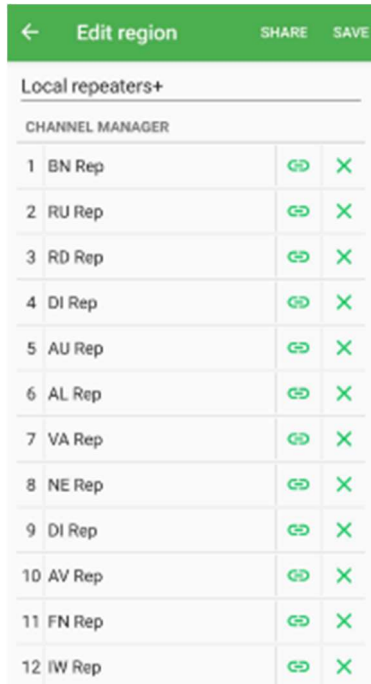 Edit region SHARE SAVE
Local repeaters+
CHANNEL MANAGER
1 BN Rep
2 RU Rep
3 RD Rep
4 DI Rep
5 AU Rep
6 AL Rep
7 VA Rep
8 NE Rep
9 DI Rep
10 AV Rep
11 FN Rep
12 IW Rep